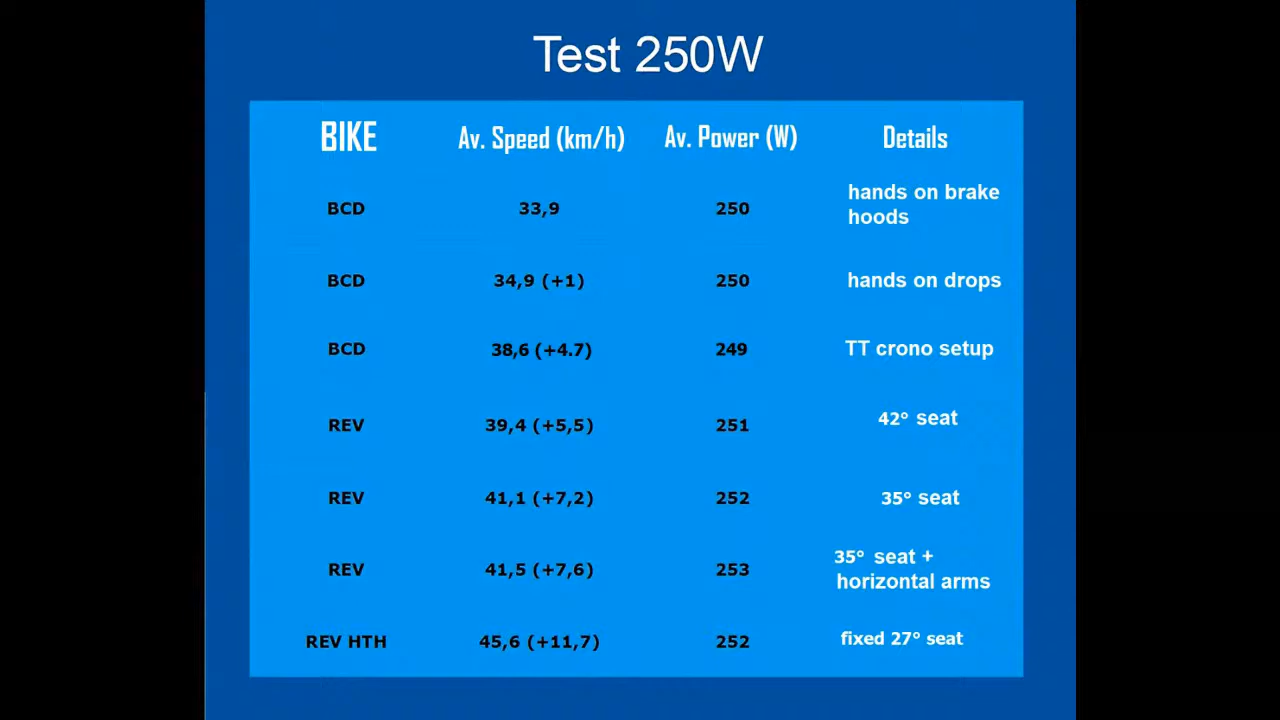 Test 250W
BIKE Av. Speed (km/h) Av. Power (W) Details
BCD 33,9 250 hands on brake
hoods
BCD 34,9 (+1) 250 hands on drops
BCD 38,6 (+4.7) 249 TT crono setup
REV 39,4 (+5,5) 251 42° seat
REV 41,1 (+7,2) 252 35° seat
REV 41,5 (+7,6) 253 35° seat +
horizontal arms
REV HTH 45,6 (+11,7) 252 fixed 27° seat